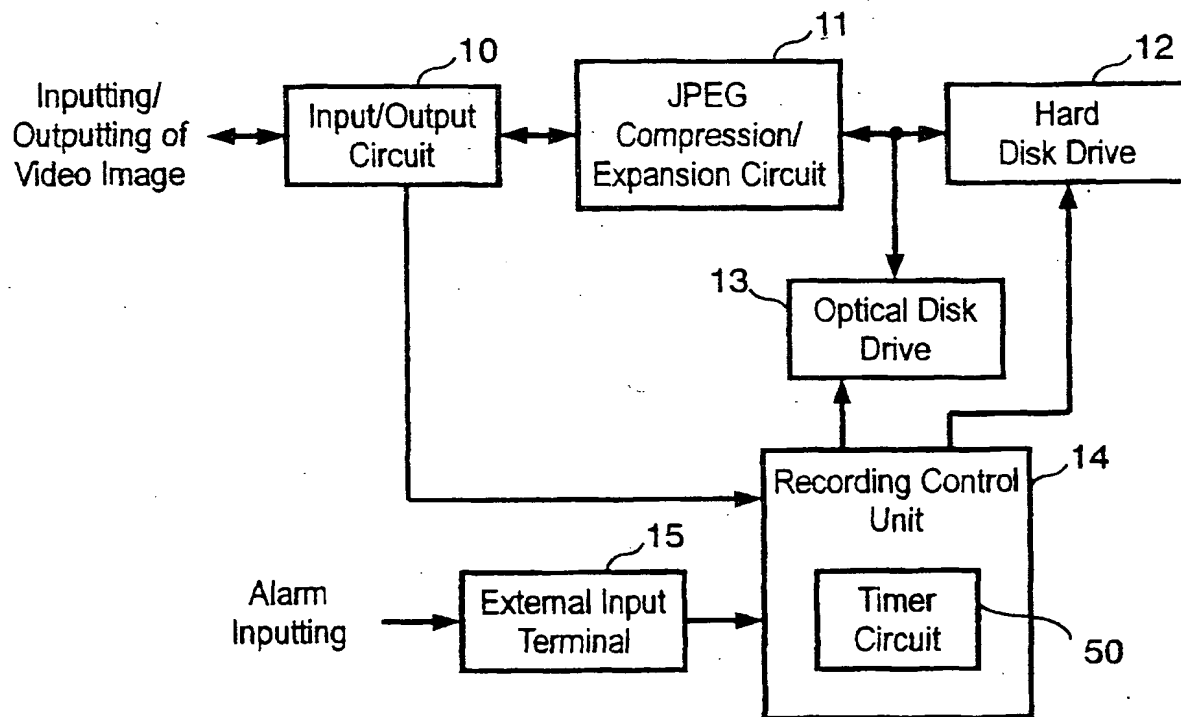 10
11
12
Inputting/
Outputting of
Video Image
Input/Output
Circuit
JPEG
Compression/
Expansion Circuit
Hard
Disk Drive
13
Optical Disk
Drive
14
Recording Control
Unit
15
Alarm
Inputting
External Input
Terminal
Timer
Circuit
50